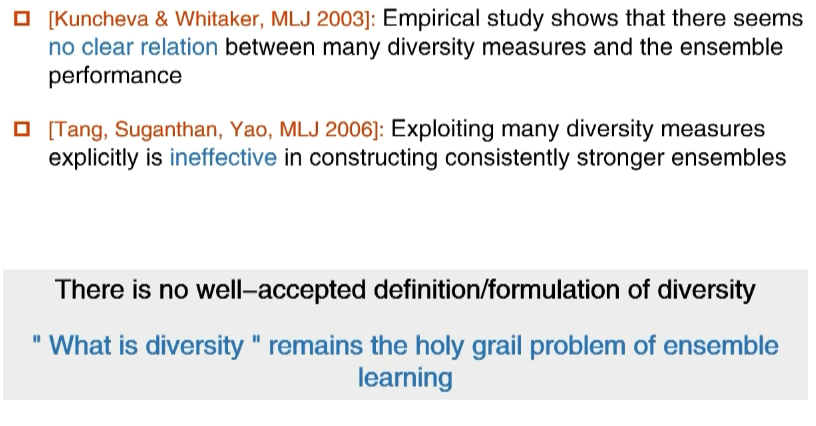 [Kuncheva & Whitaker, MLJ 2003]: Empirical study shows that there seems
no clear relation between many diversity measures and the ensemble
performance
[Tang, Suganthan, Yao, MLJ 2006]: Exploiting many diversity measures
explicitly is ineffective in constructing consistently stronger ensembles
There is no well–accepted definition/formulation of diversity
" What is diversity " remains the holy grail problem of ensemble
learning